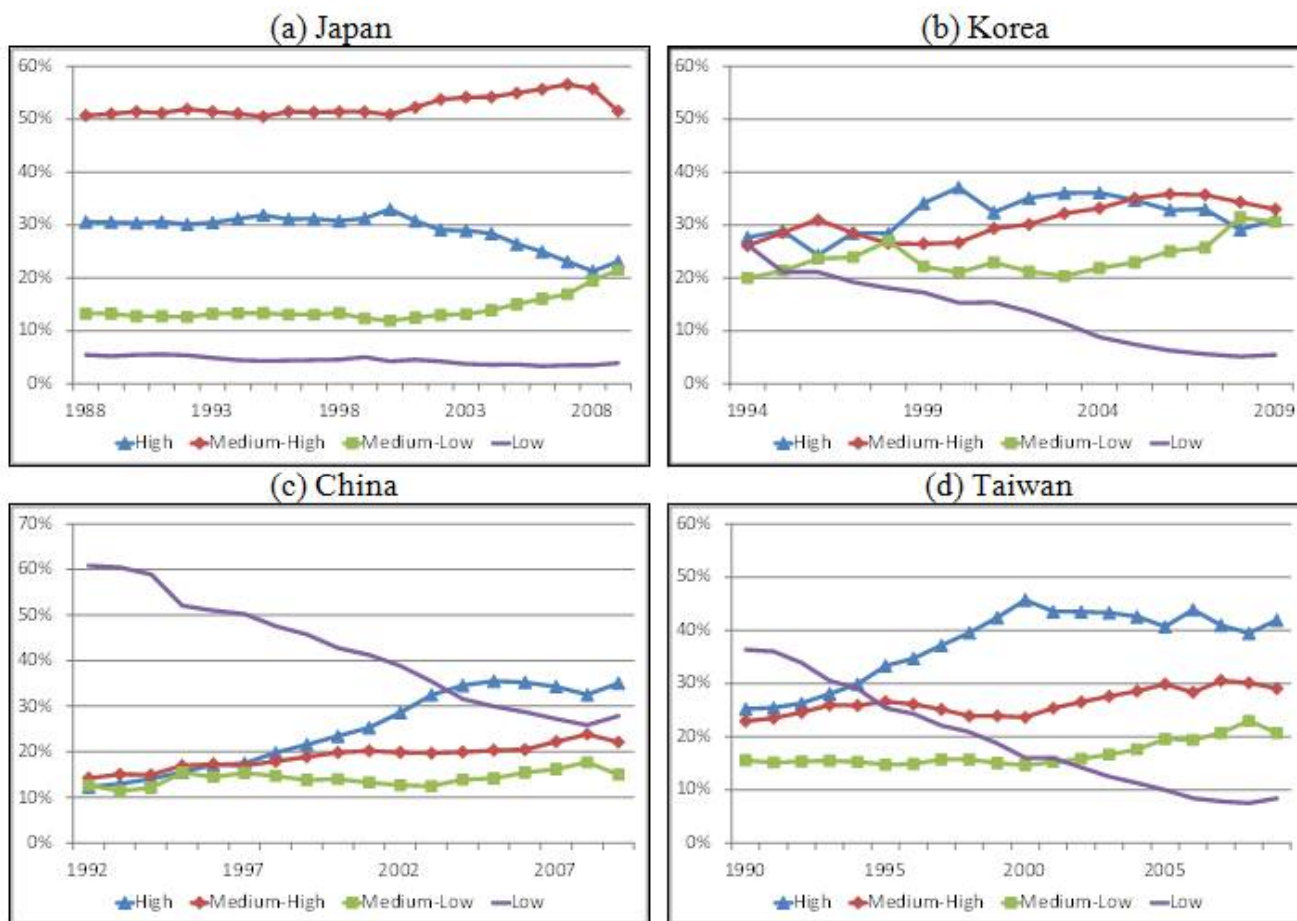 (a) Japan
60%
50%
40%
30%
20%
10%
0%
1988 1993 1998 2003 2008
High Medium-High Medium-Low Low
(b) Korea
60%
50%
40%
30%
20%
10%
0%
1994 1999 2004 2009
High Medium-High Medium-Low Low
(c) China
70%
60%
50%
40%
30%
20%
10%
0%
1992 1997 2002 2007
High Medium-High Medium-Low Low
(d) Taiwan
60%
50%
40%
30%
20%
10%
0%
1990 1995 2000 2005
High Medium-High Medium-Low Low